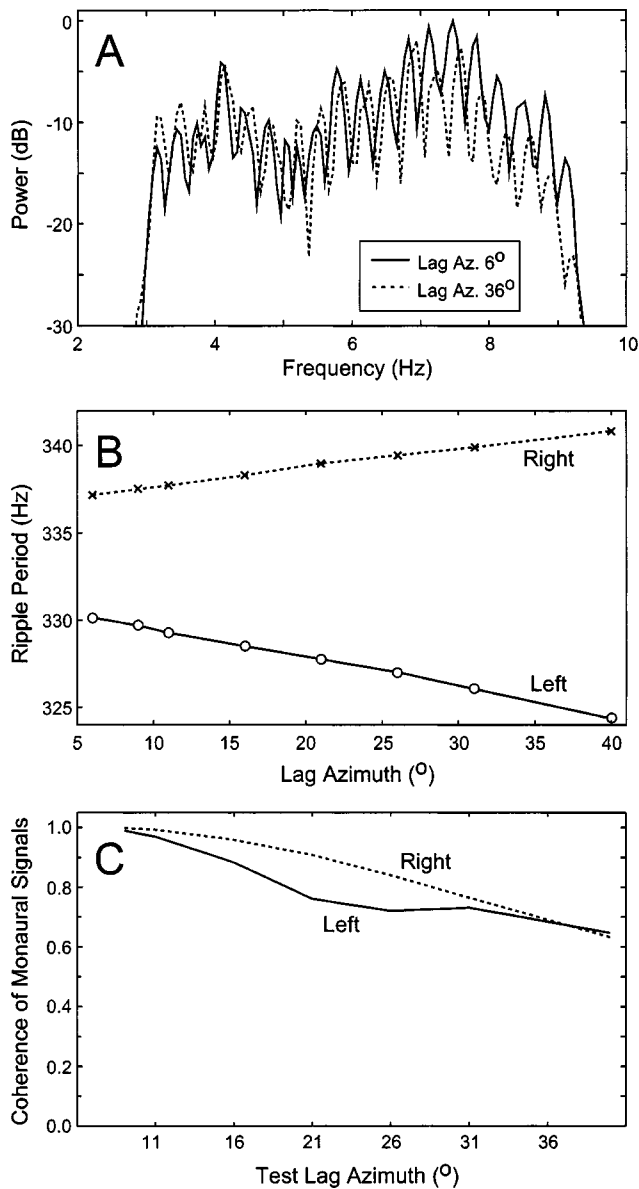 A
0
-10
-20
-30
Power (dB)
Lag Az. 6°
Lag Az. 36°
2 4 6 8 10
Frequency (Hz)
B
340
335
330
325
Ripple Period (Hz)
Right
Left
5 10 15 20 25 30 35 40
Lag Azimuth (°)
C
1.0
0.8
0.6
0.4
0.2
0.0
Coherence of Monaural Signals
Right
Left
11 16 21 26 31 36
Test Lag Azimuth (°)